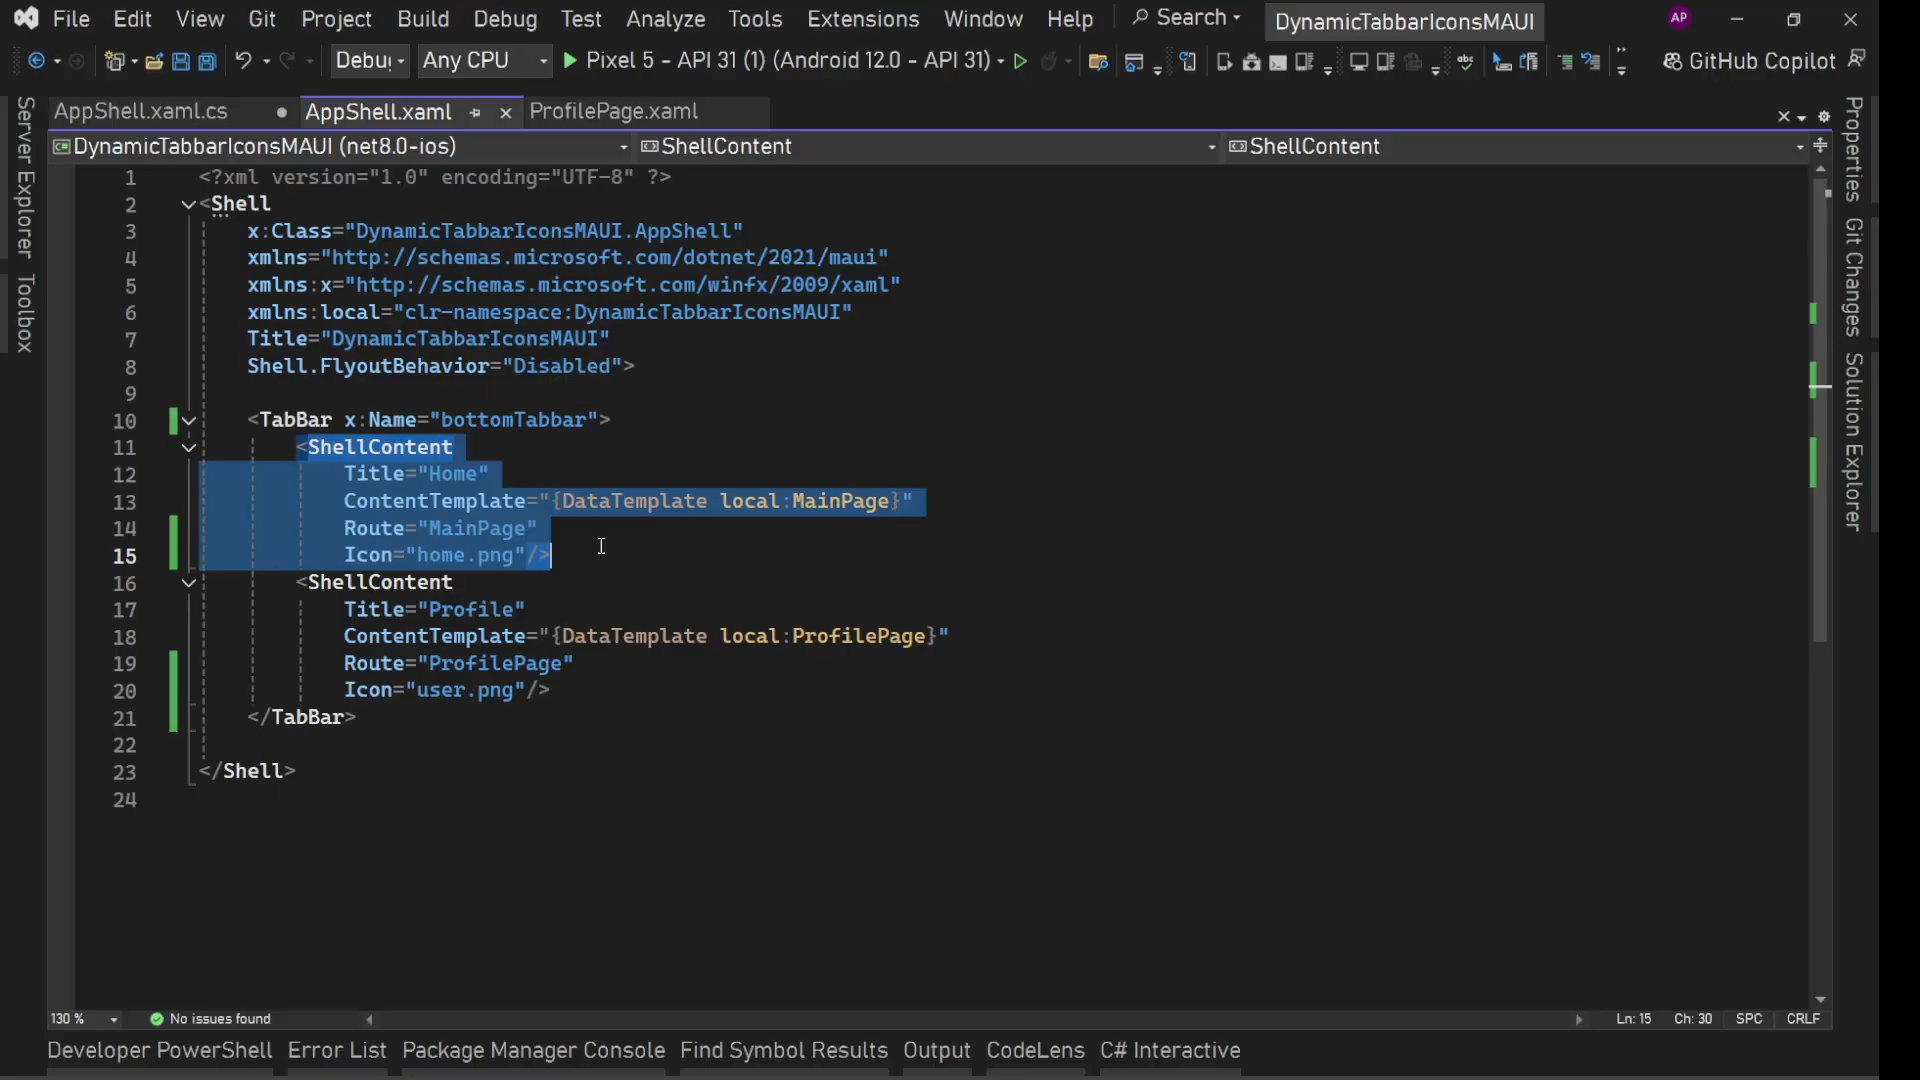 File Edit View Git Project Build Debug Test Analyze Tools Extensions Window Help Search DynamicTabbarIconsMAUI AP
Debug Any CPU Pixel 5 - API 31 (1) (Android 12.0 - API 31) GitHub Copilot
AppShell.xaml.cs AppShell.xaml ProfilePage.xaml
DynamicTabbarIconsMAUI (net8.0-ios) ShellContent ShellContent
Server Explorer
Toolbox
1 <?xml version="1.0" encoding="UTF-8" ?>
2 <Shell
3 x:Class="DynamicTabbarIconsMAUI.AppShell"
4 xmlns="http://schemas.microsoft.com/dotnet/2021/maui"
5 xmlns:x="http://schemas.microsoft.com/winfx/2009/xaml"
6 xmlns:local="clr-namespace:DynamicTabbarIconsMAUI"
7 Title="DynamicTabbarIconsMAUI"
8 Shell.FlyoutBehavior="Disabled">
9
10 <TabBar x:Name="bottomTabbar">
11 <ShellContent
12 Title="Home"
13 ContentTemplate="{DataTemplate local:MainPage}"
14 Route="MainPage"
15 Icon="home.png"/>
16 <ShellContent
17 Title="Profile"
18 ContentTemplate="{DataTemplate local:ProfilePage}"
19 Route="ProfilePage"
20 Icon="user.png"/>
21 </TabBar>
22
23 </Shell>
24
Properties
Git Changes
Solution Explorer
130 % No issues found Ln: 15 Ch: 30 SPC CRLF
Developer PowerShell Error List Package Manager Console Find Symbol Results Output CodeLens C# Interactive